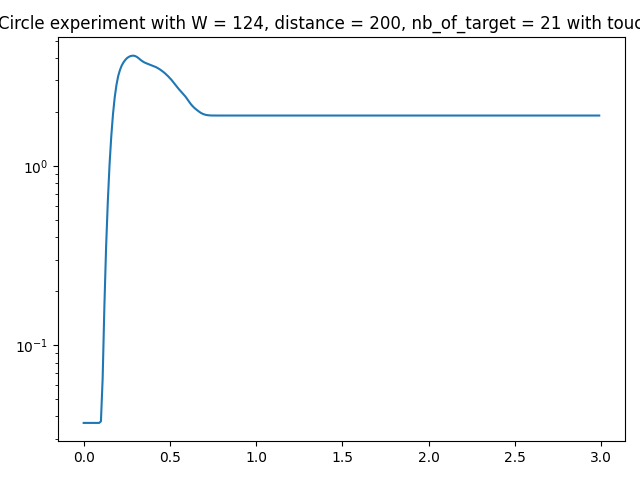 Circle experiment with W = 124, distance = 200, nb_of_target = 21 with touc
10⁰
10⁻¹
0.0 0.5 1.0 1.5 2.0 2.5 3.0